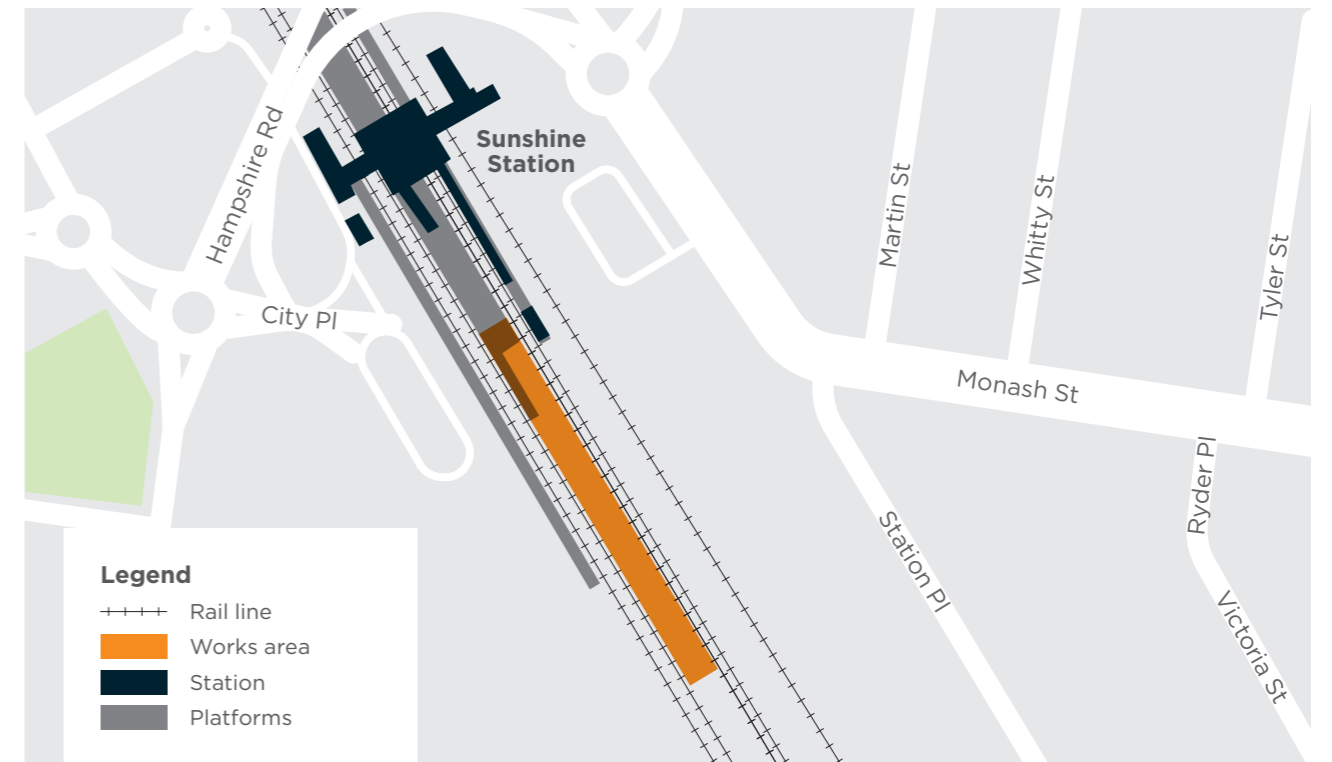 Hampshire Rd
Sunshine
Station
Martin St
Whitty St
Tyler St
City Pl
Monash St
Ryder Pl
Station Pl
Victoria St
Legend
Rail line
Works area
Station
Platforms